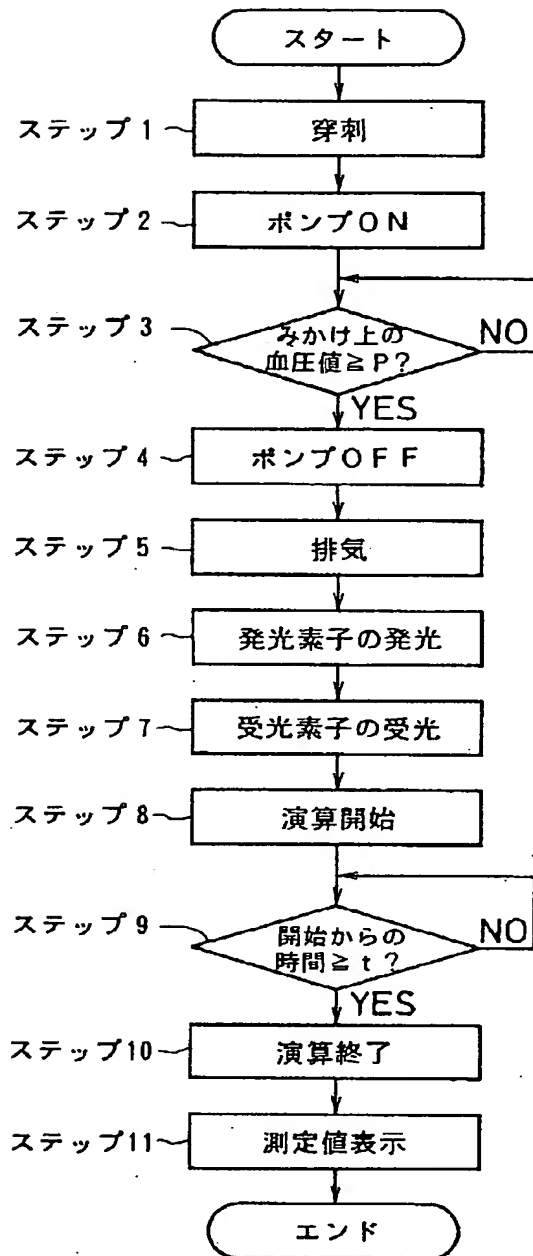 スタート
ステップ1
穿刺
ステップ2
ポンプON
ステップ3
みかけ上の
血圧値≧P?
NO
YES
ステップ4
ポンプOFF
ステップ5
排気
ステップ6
発光素子の発光
ステップ7
受光素子の受光
ステップ8
演算開始
ステップ9
開始からの
時間≧t?
NO
YES
ステップ10
演算終了
ステップ11
測定値表示
エンド